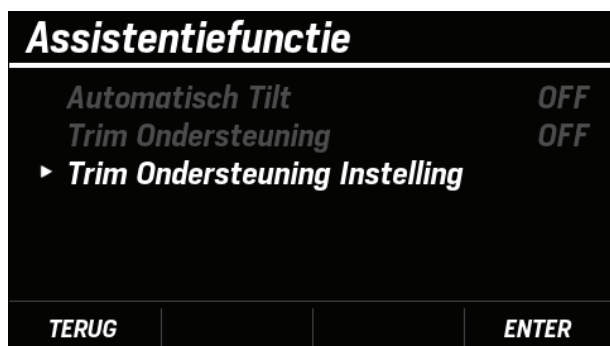 Assistentiefunctie
Automatisch Tilt OFF
Trim Ondersteuning OFF
▸ Trim Ondersteuning Instelling
TERUG ENTER